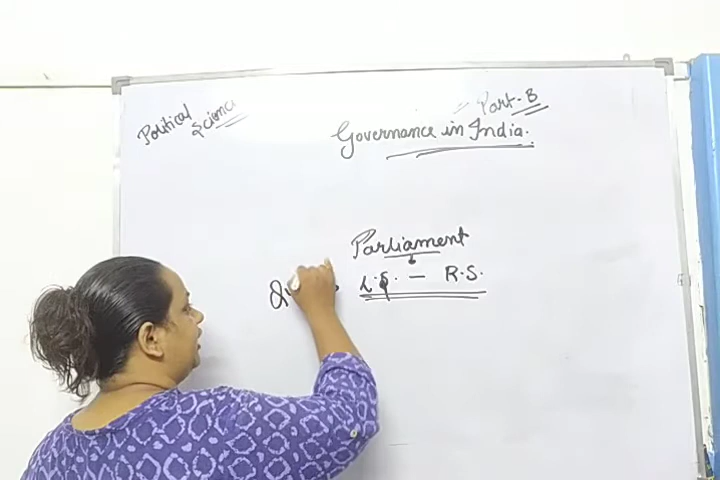 Political Science
Part-B
Governance in India.
Parliament
L.S. — R.S.